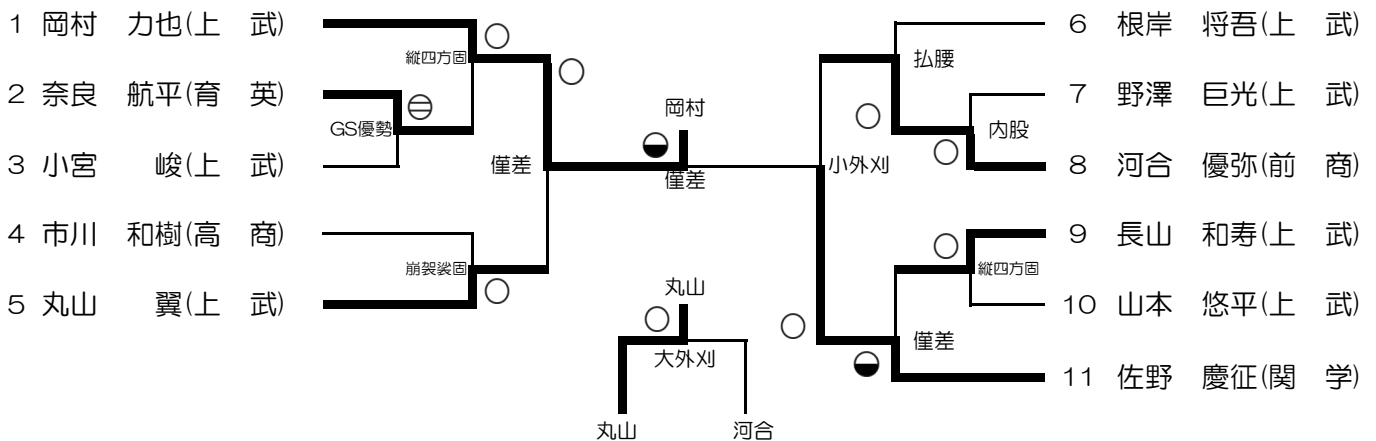 1 岡村 力也(上 武)
縦四方固
2 奈良 航平(育 英)
GS優勢
3 小宮 峻(上 武)
僅差
4 市川 和樹(高 商)
崩袈裟固
5 丸山 翼(上 武)
岡村
僅差
丸山
大外刈
丸山 河合
6 根岸 将吾(上 武)
払腰
7 野澤 巨光(上 武)
内股
8 河合 優弥(前 商)
小外刈
9 長山 和寿(上 武)
縦四方固
10 山本 悠平(上 武)
僅差
11 佐野 慶征(関 学)